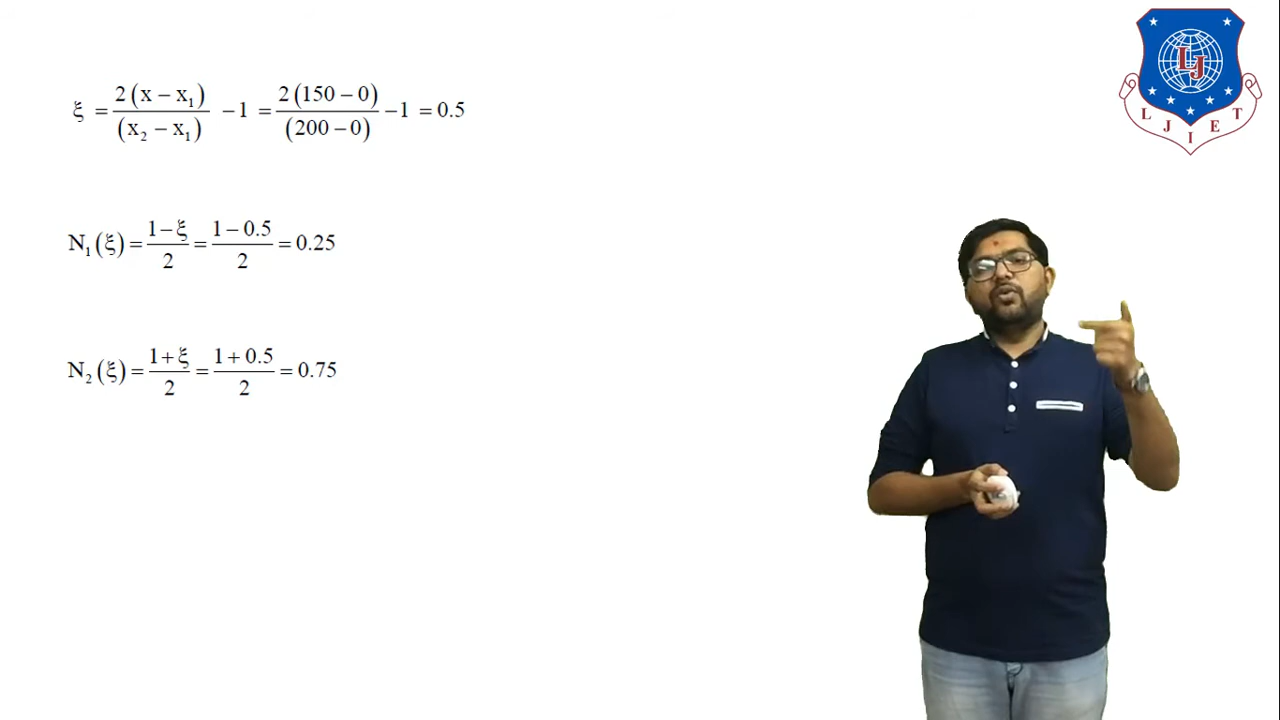 ξ = 2(x − x₁) / (x₂ − x₁) − 1 = 2(150 − 0) / (200 − 0) − 1 = 0.5
N₁(ξ) = 1 − ξ / 2 = 1 − 0.5 / 2 = 0.25
N₂(ξ) = 1 + ξ / 2 = 1 + 0.5 / 2 = 0.75
LJ
L J I E T